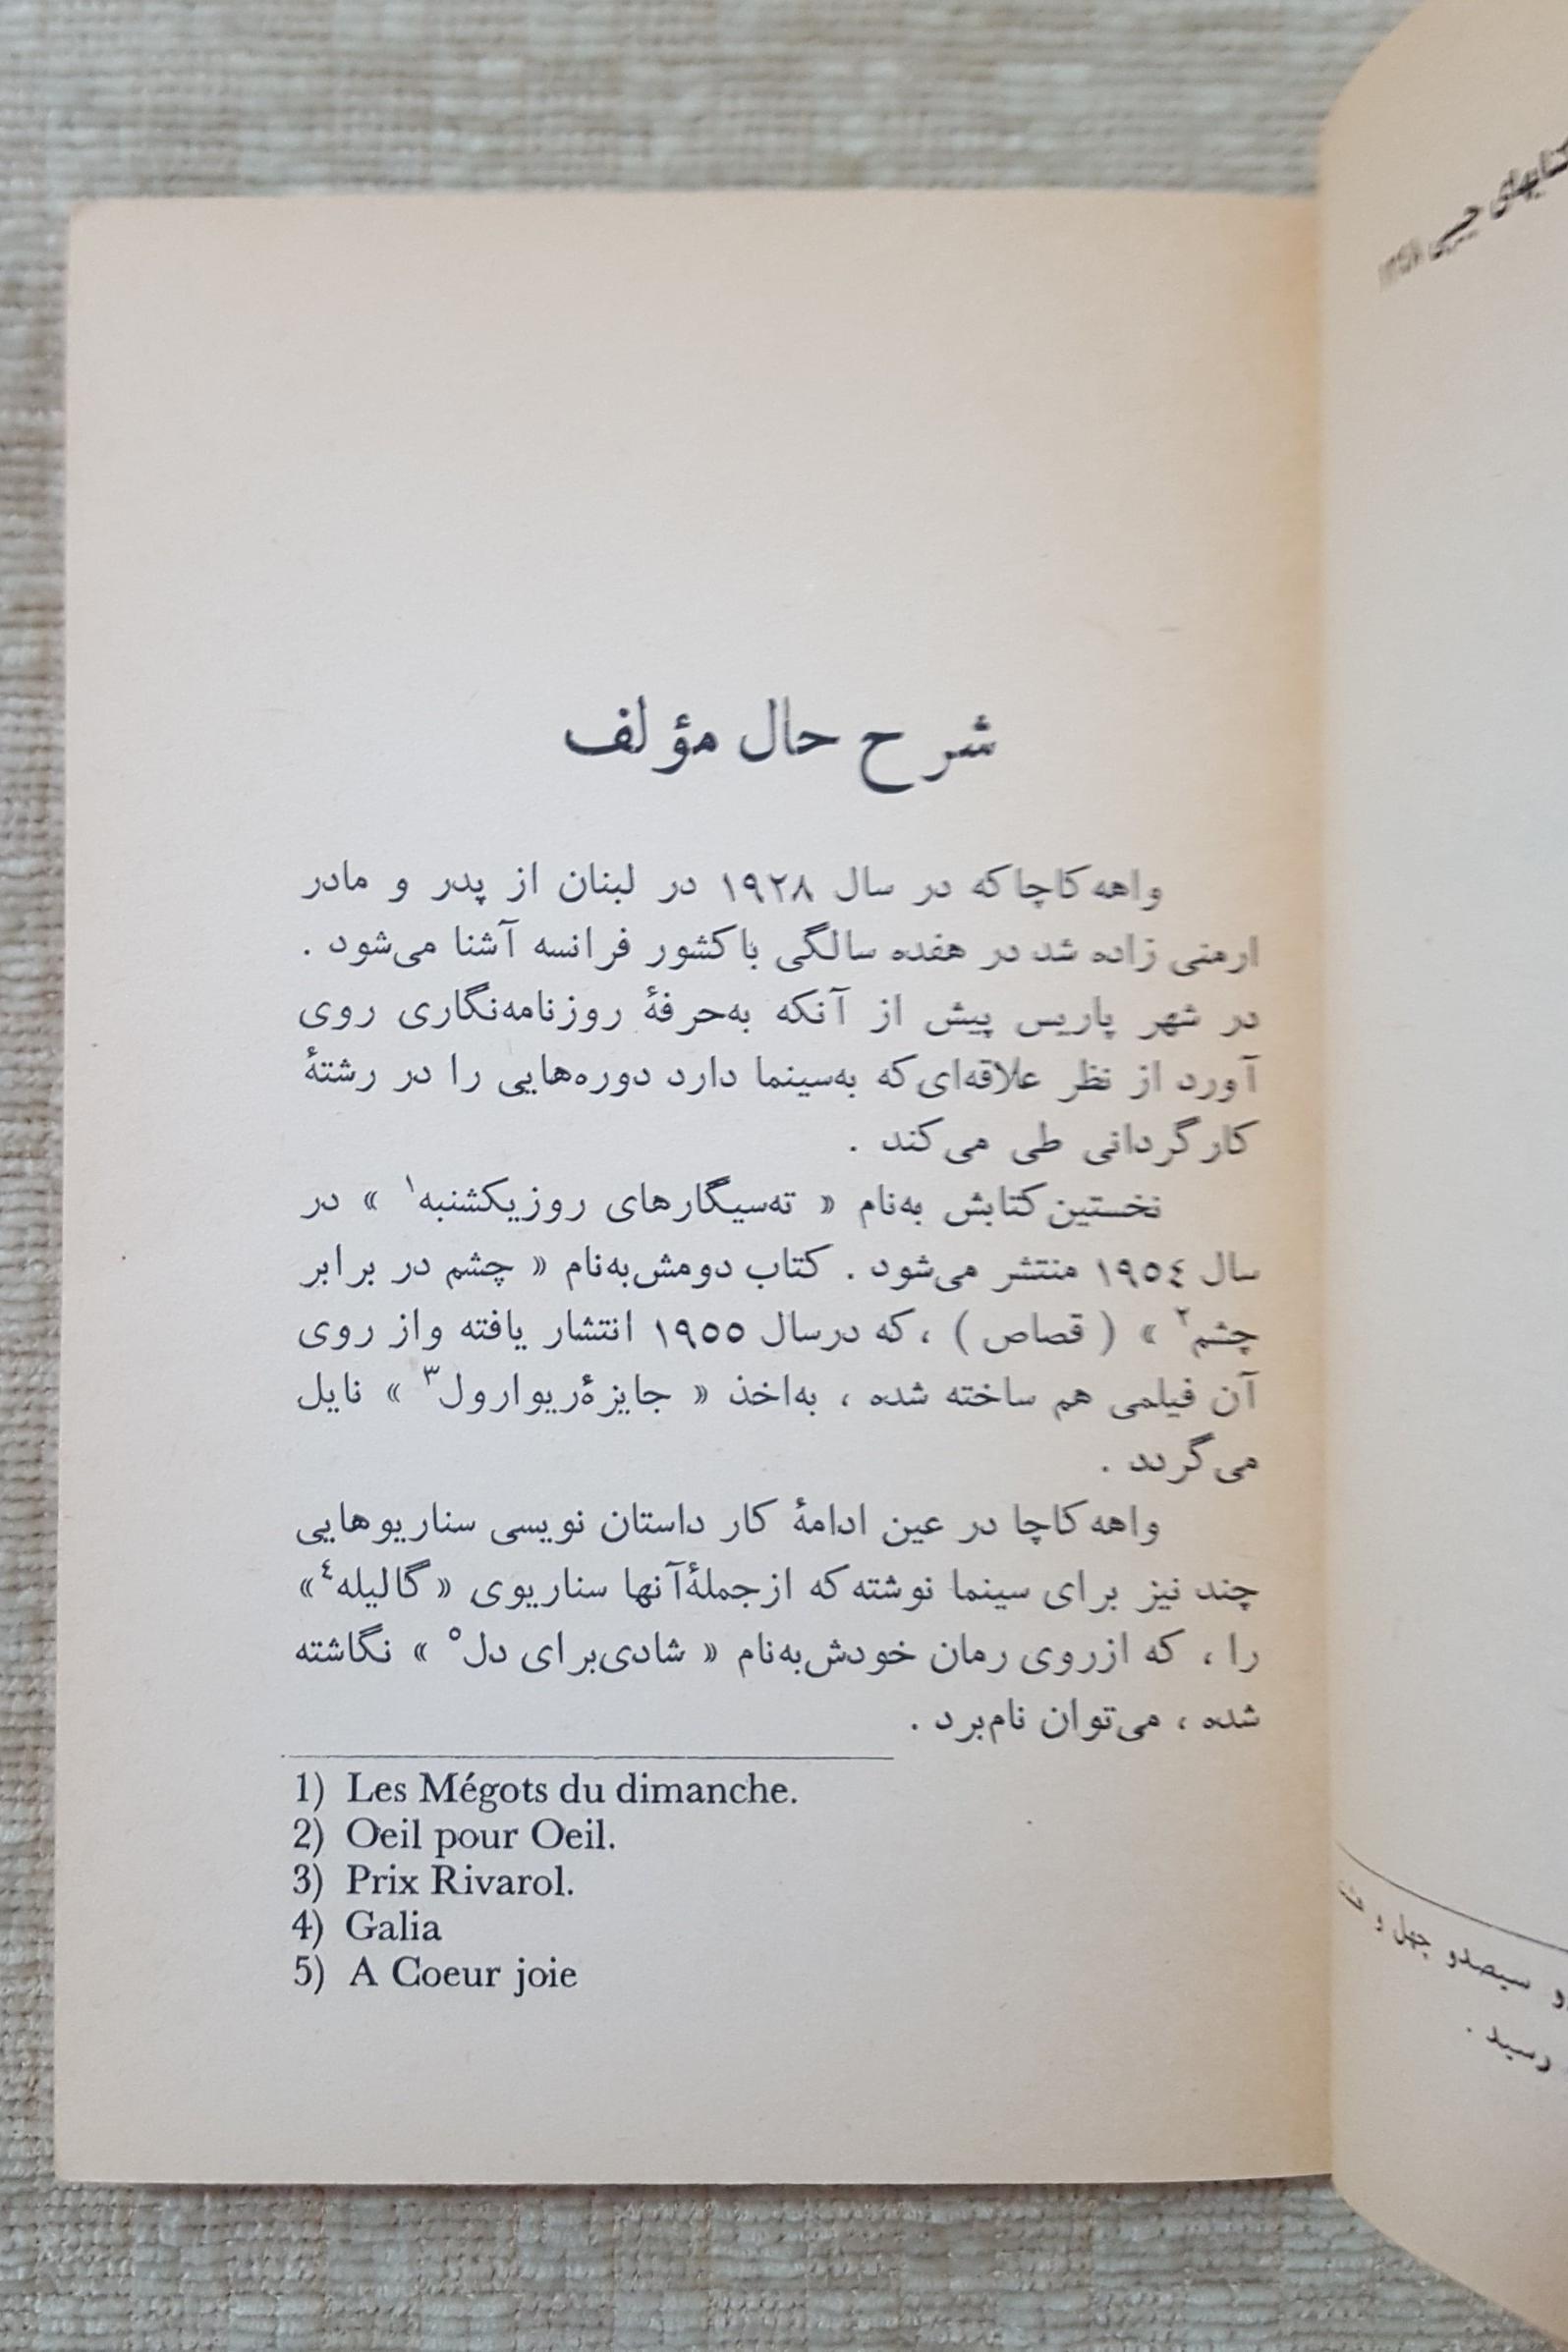 شرح حال مؤلف
واهه‌کاچا که در سال ۱۹۲۸ در لبنان از پدر و مادر
ارمنی زاده شد در هفده سالگی باکشور فرانسه آشنا می‌شود .
در شهر پاریس پیش از آنکه به‌حرفهٔ روزنامه‌نگاری روی
آورد از نظر علاقه‌ای که به‌سینما دارد دوره‌هایی را در رشتهٔ
کارگردانی طی می‌کند .
نخستین کتابش به‌نام « ته‌سیگارهای روزیکشنبه۱ » در
سال ۱۹۵٤ منتشر می‌شود . کتاب دومش به‌نام « چشم در برابر
چشم۲ » ( قصاص ) ، که درسال ۱۹۵۵ انتشار یافته واز روی
آن فیلمی هم ساخته شده ، به‌اخذ « جایزهٔ ریوارول۳ » نایل
می‌گردد .
واهه‌کاچا در عین ادامهٔ کار داستان نویسی سناریوهایی
چند نیز برای سینما نوشته که ازجملهٔ آنها سناریوی « گالیله٤ »
را ، که ازروی رمان خودش به‌نام « شادی برای دل۵ » نگاشته
شده ، می‌توان نام‌برد .
1) Les Mégots du dimanche.
2) Oeil pour Oeil.
3) Prix Rivarol.
4) Galia
5) A Coeur joie
کتابهای جیبی
و سیصدو چهل و
رسید .